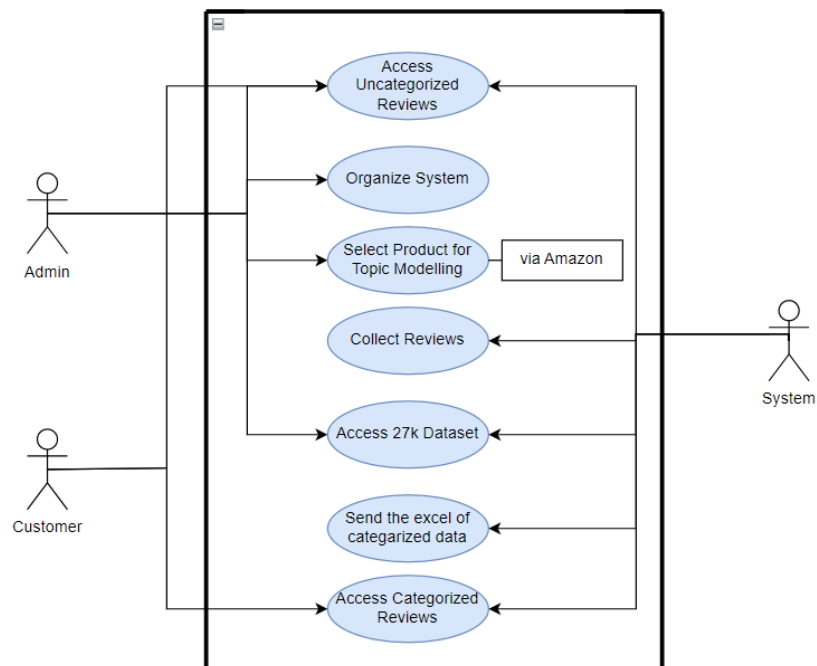 Access
Uncategorized
Reviews
Organize System
Admin
Select Product for
Topic Modelling
via Amazon
Collect Reviews
System
Access 27k Dataset
Customer
Send the excel of
categarized data
Access Categorized
Reviews